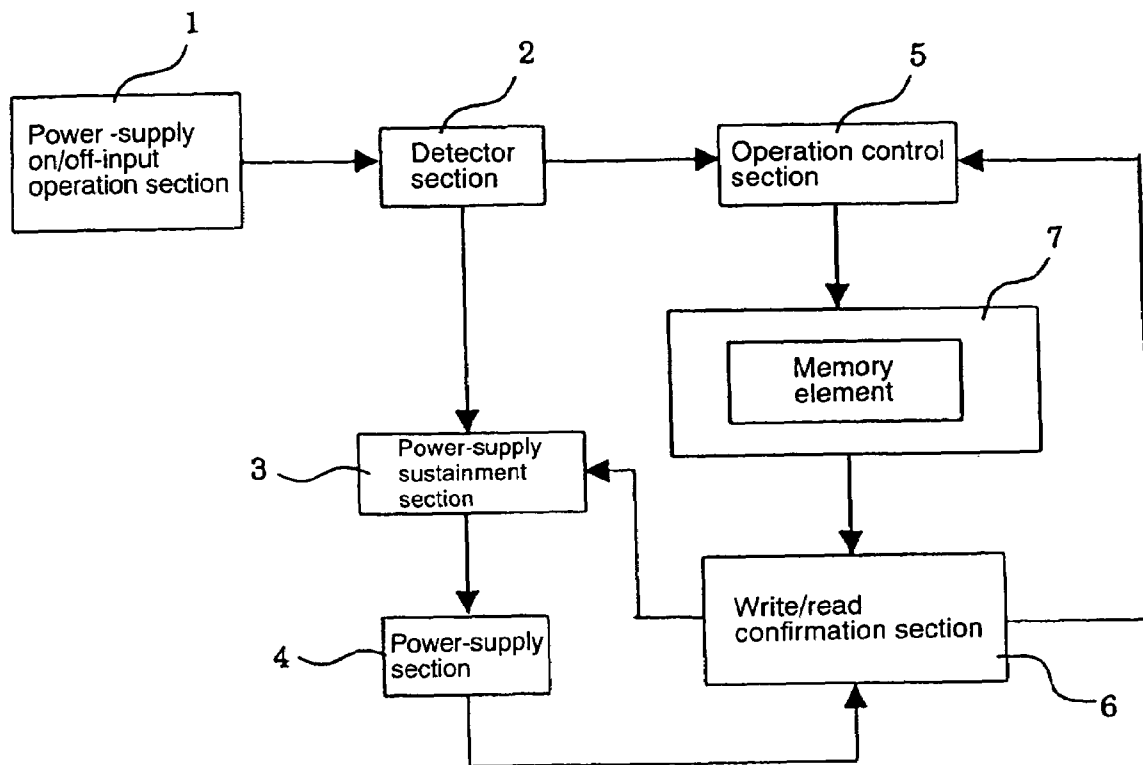 1
2
5
Power -supply
on/off-input
operation section
Detector
section
Operation control
section
7
Memory
element
3
Power-supply
sustainment
section
Write/read
confirmation section
4
Power-supply
section
6